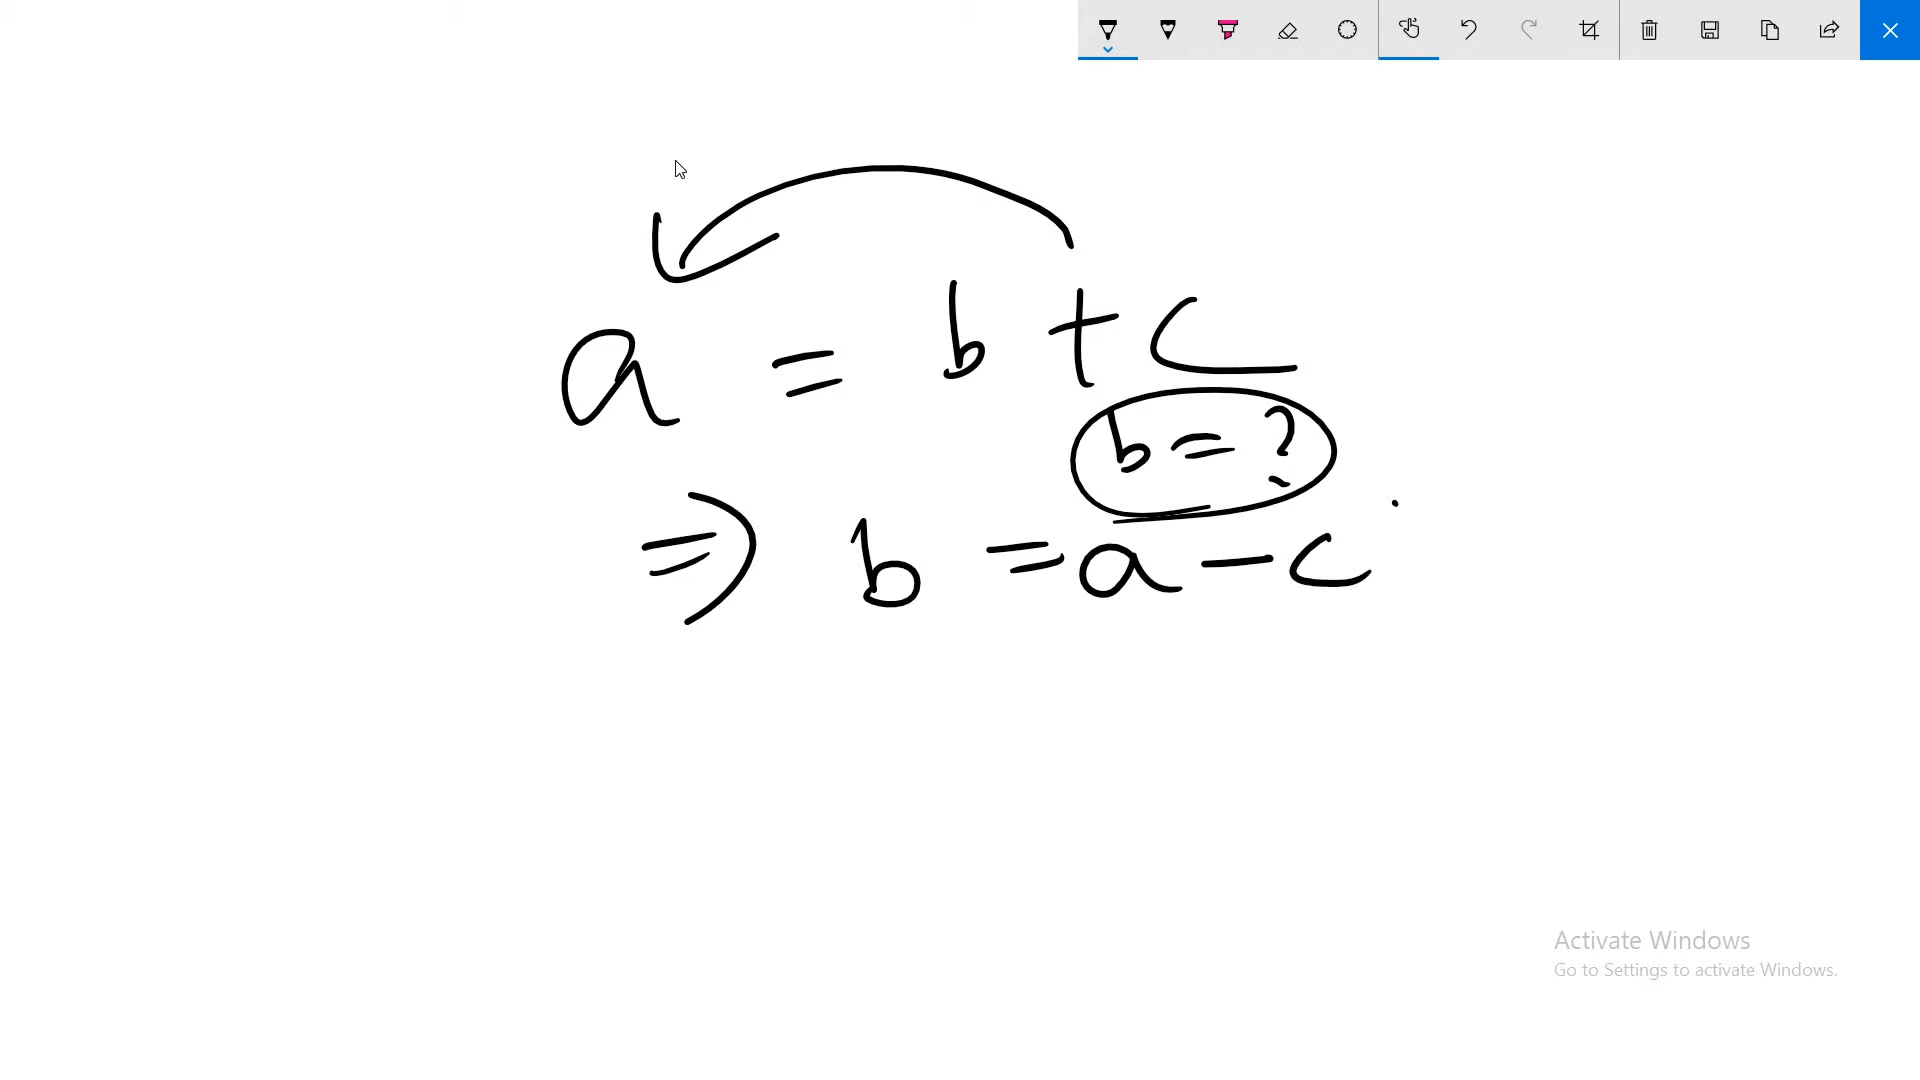 a = b + c
b = ?
⇒ b = a - c
Activate Windows
Go to Settings to activate Windows.